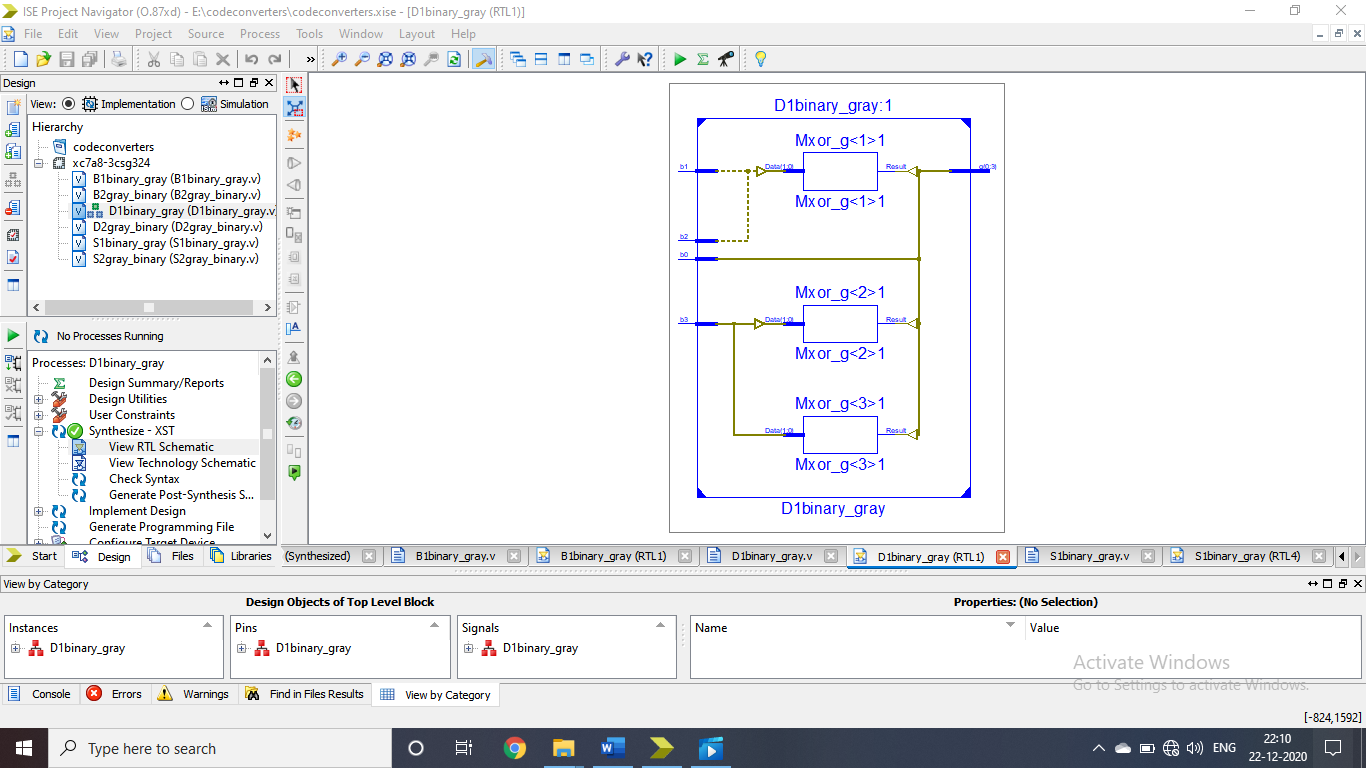 ISE Project Navigator (O.87xd) - E:\codeconverters\codeconverters.xise - [D1binary_gray (RTL1)]
File Edit View Project Source Process Tools Window Layout Help
»
Design
View: Implementation Simulation
Hierarchy
codeconverters
xc7a8-3csg324
B1binary_gray (B1binary_gray.v)
B2gray_binary (B2gray_binary.v)
D1binary_gray (D1binary_gray.v
D2gray_binary (D2gray_binary.v)
S1binary_gray (S1binary_gray.v)
S2gray_binary (S2gray_binary.v)
No Processes Running
Processes: D1binary_gray
Design Summary/Reports
Design Utilities
User Constraints
Synthesize - XST
View RTL Schematic
View Technology Schematic
Check Syntax
Generate Post-Synthesis S...
Implement Design
Generate Programming File
Configure Target Device
Start Design Files Libraries
D1binary_gray:1
Mxor_g<1>1
b1 Data(1:0) Result g(0:3)
Mxor_g<1>1
b2
b0
Mxor_g<2>1
b3 Data(1:0) Result
Mxor_g<2>1
Mxor_g<3>1
Data(1:0) Result
Mxor_g<3>1
D1binary_gray
(Synthesized) B1binary_gray.v B1binary_gray (RTL1) D1binary_gray.v D1binary_gray (RTL1) S1binary_gray.v S1binary_gray (RTL4)
View by Category
Design Objects of Top Level Block Properties: (No Selection)
Instances Pins Signals Name Value
D1binary_gray D1binary_gray D1binary_gray
Activate Windows
Go to Settings to activate Windows.
Console Errors Warnings Find in Files Results View by Category
[-824,1592]
Type here to search ENG 22:10
22-12-2020